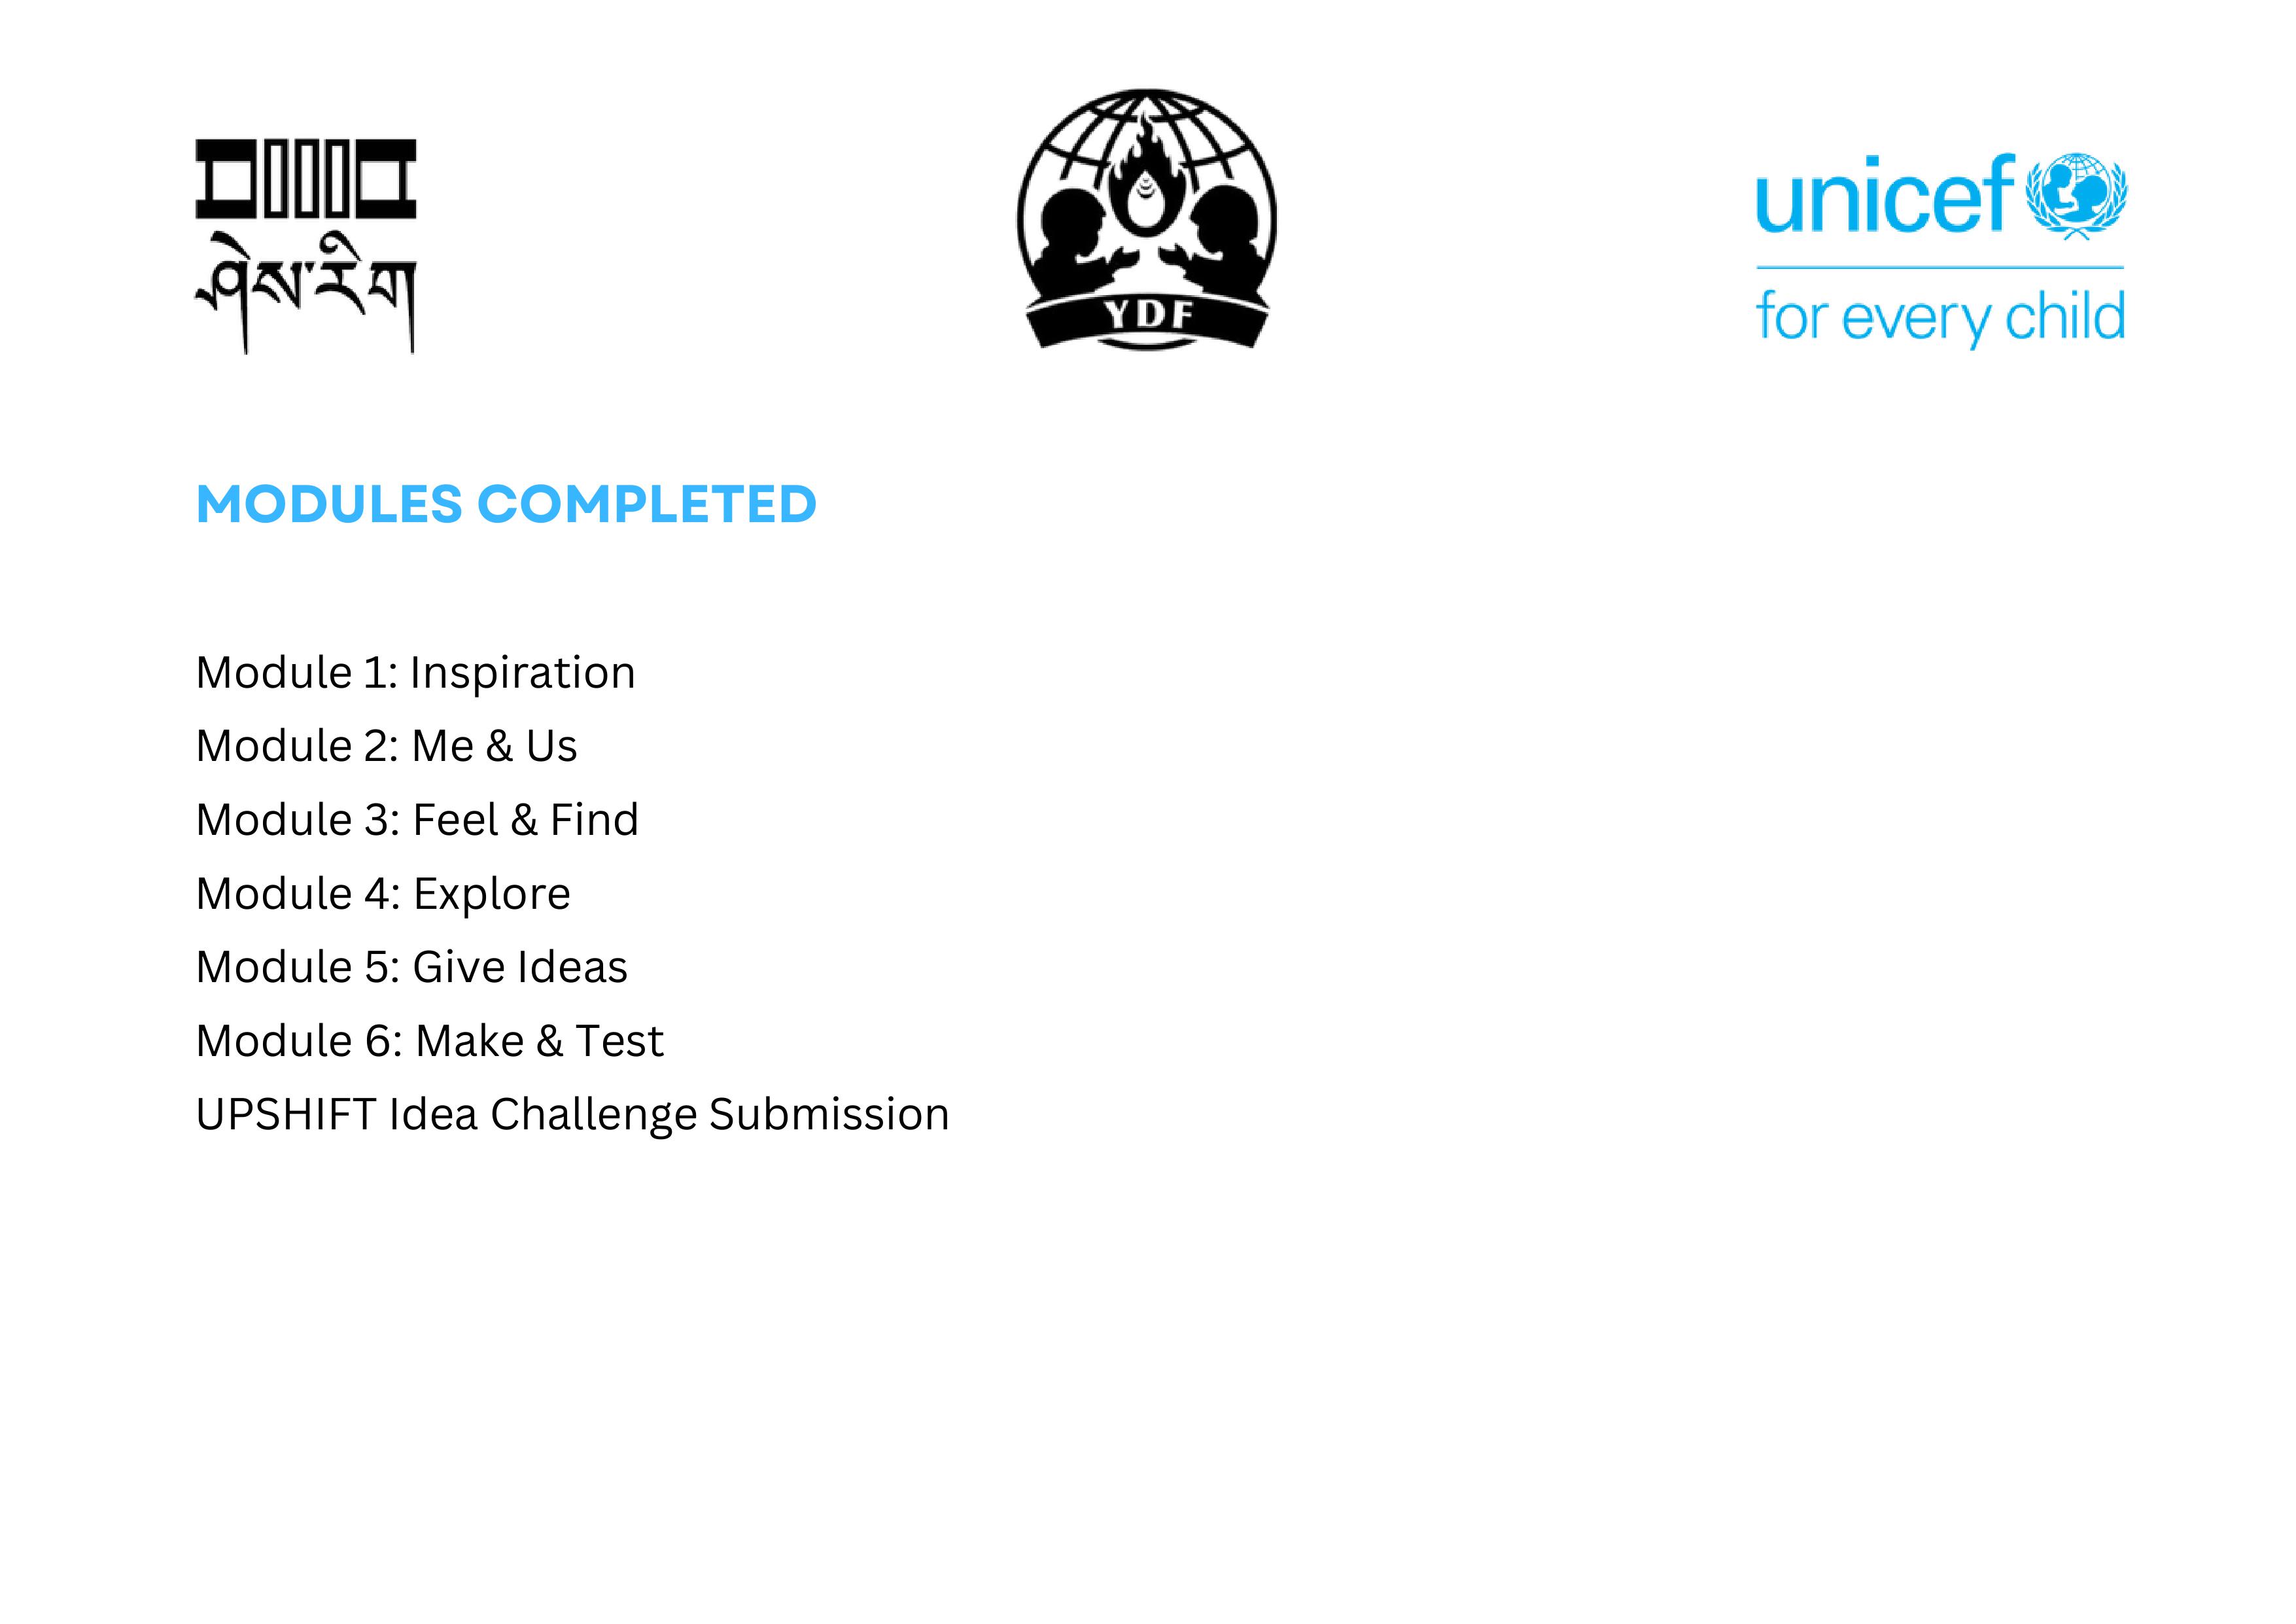 ཤེས་རིག
YDF
unicef
for every child
MODULES COMPLETED
Module 1: Inspiration
Module 2: Me & Us
Module 3: Feel & Find
Module 4: Explore
Module 5: Give Ideas
Module 6: Make & Test
UPSHIFT Idea Challenge Submission